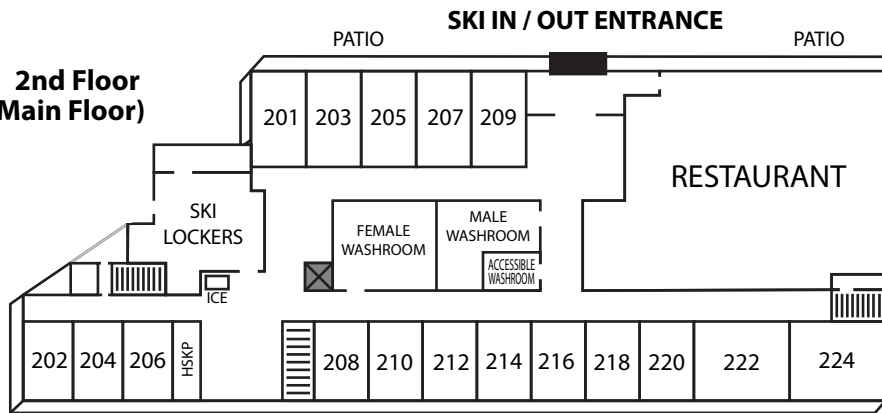 SKI IN / OUT ENTRANCE
PATIO
PATIO
2nd Floor
Main Floor)
201
203
205
207
209
RESTAURANT
SKI
LOCKERS
FEMALE
WASHROOM
MALE
WASHROOM
ACCESSIBLE
WASHROOM
ICE
202
204
206
HSKP
208
210
212
214
216
218
220
222
224